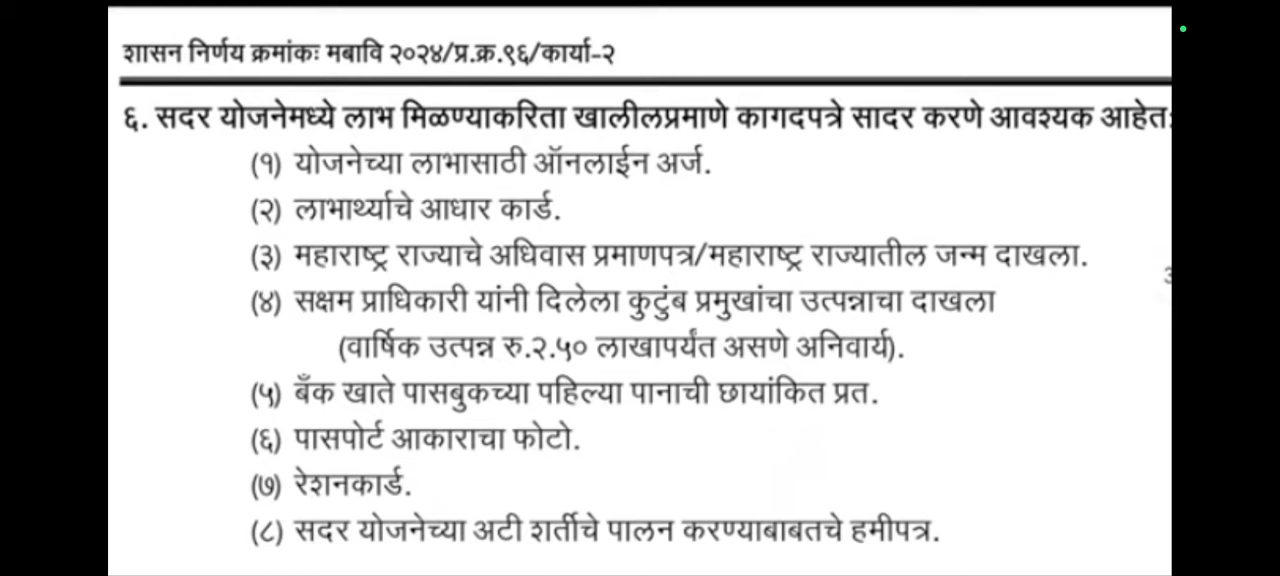 शासन निर्णय क्रमांकः मबावि २०२४/प्र.क्र.९६/कार्या-२
६. सदर योजनेमध्ये लाभ मिळण्याकरिता खालीलप्रमाणे कागदपत्रे सादर करणे आवश्यक आहेत:
(१) योजनेच्या लाभासाठी ऑनलाईन अर्ज.
(२) लाभार्थ्याचे आधार कार्ड.
(३) महाराष्ट्र राज्याचे अधिवास प्रमाणपत्र/महाराष्ट्र राज्यातील जन्म दाखला.
(४) सक्षम प्राधिकारी यांनी दिलेला कुटुंब प्रमुखांचा उत्पन्नाचा दाखला
(वार्षिक उत्पन्न रु.२.५० लाखापर्यंत असणे अनिवार्य).
(५) बँक खाते पासबुकच्या पहिल्या पानाची छायांकित प्रत.
(६) पासपोर्ट आकाराचा फोटो.
(७) रेशनकार्ड.
(८) सदर योजनेच्या अटी शर्तीचे पालन करण्याबाबतचे हमीपत्र.